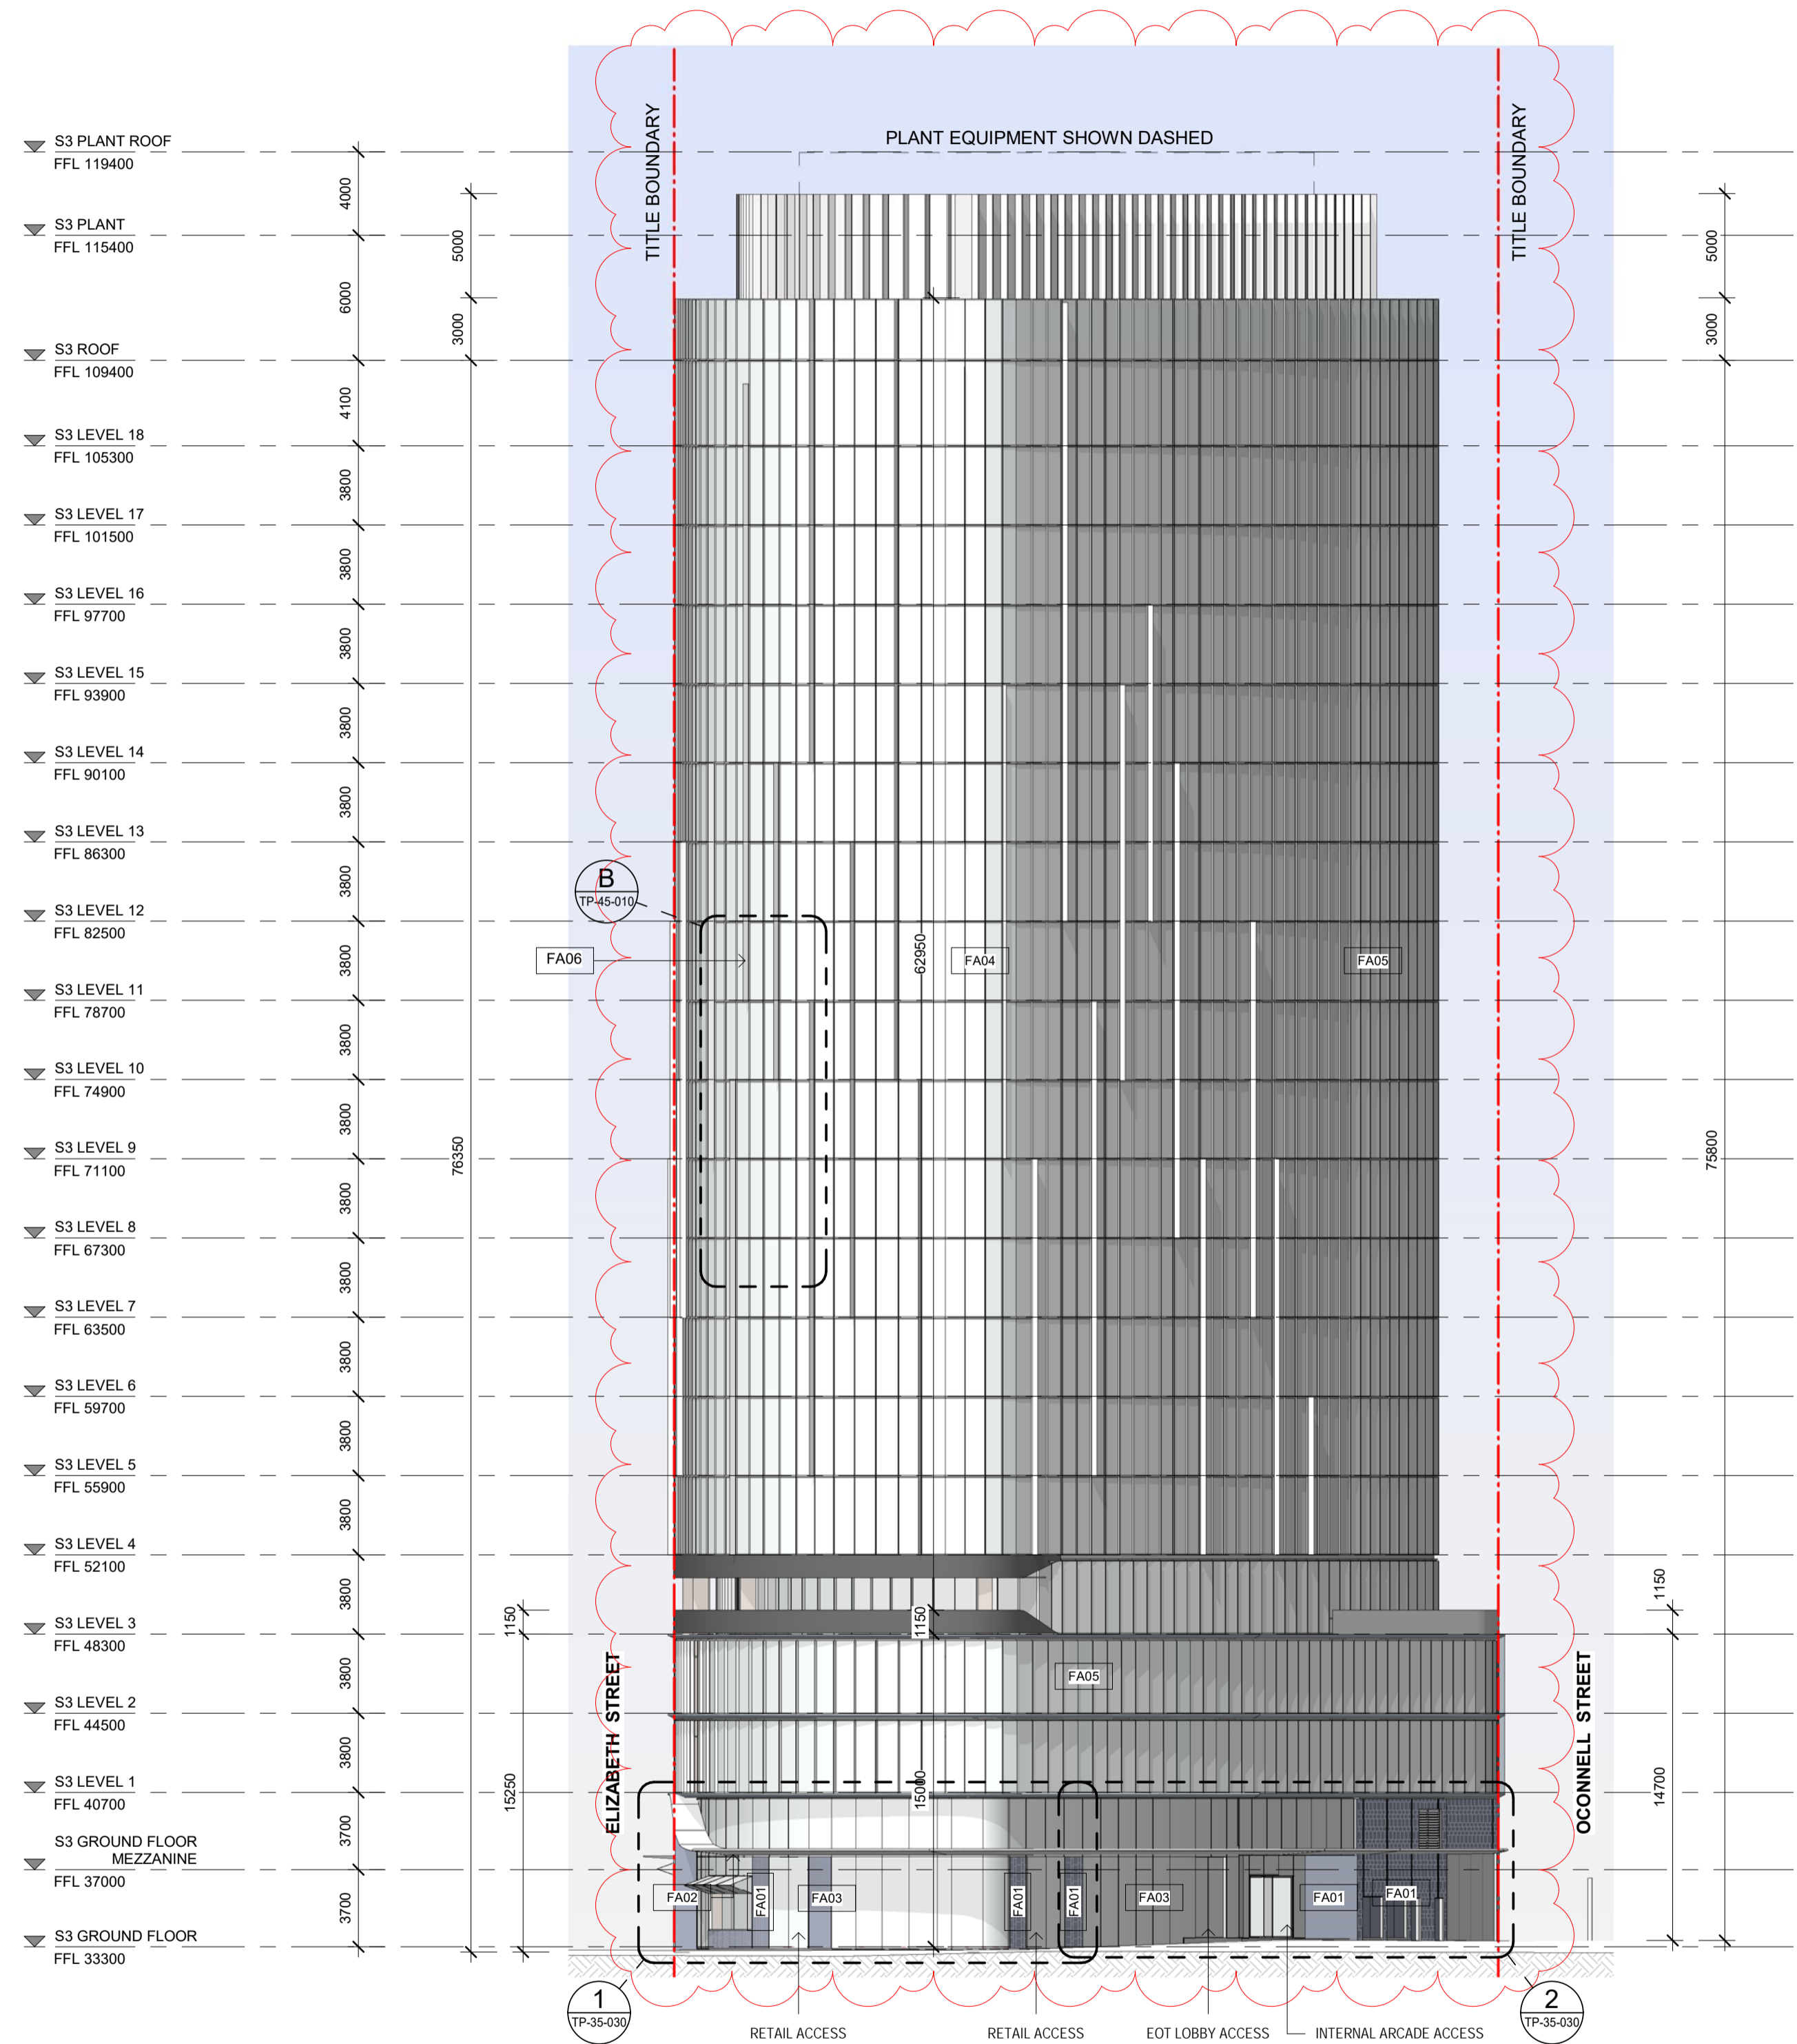 PLANT EQUIPMENT SHOWN DASHED
TITLE BOUNDARY
TITLE BOUNDARY
S3 PLANT ROOF
FFL 119400
4000
S3 PLANT
FFL 115400
6000
5000
3000
5000
3000
S3 ROOF
FFL 109400
4100
S3 LEVEL 18
FFL 105300
3800
S3 LEVEL 17
FFL 101500
3800
S3 LEVEL 16
FFL 97700
3800
S3 LEVEL 15
FFL 93900
3800
S3 LEVEL 14
FFL 90100
3800
S3 LEVEL 13
FFL 86300
3800
B
TP-45-010
S3 LEVEL 12
FFL 82500
3800
FA06
62950
FA04
FA05
S3 LEVEL 11
FFL 78700
3800
S3 LEVEL 10
FFL 74900
3800
S3 LEVEL 9
FFL 71100
76350
75800
3800
S3 LEVEL 8
FFL 67300
3800
S3 LEVEL 7
FFL 63500
3800
S3 LEVEL 6
FFL 59700
3800
S3 LEVEL 5
FFL 55900
3800
S3 LEVEL 4
FFL 52100
3800
1150
1150
1150
S3 LEVEL 3
FFL 48300
3800
FA05
ELIZABETH STREET
OCONNELL STREET
S3 LEVEL 2
FFL 44500
3800
S3 LEVEL 1
FFL 40700
15250
15000
14700
3700
S3 GROUND FLOOR
MEZZANINE
FFL 37000
3700
FA02
FA01
FA03
FA01
FA01
FA03
FA01
FA01
S3 GROUND FLOOR
FFL 33300
1
TP-35-030
2
TP-35-030
RETAIL ACCESS
RETAIL ACCESS
EOT LOBBY ACCESS
INTERNAL ARCADE ACCESS